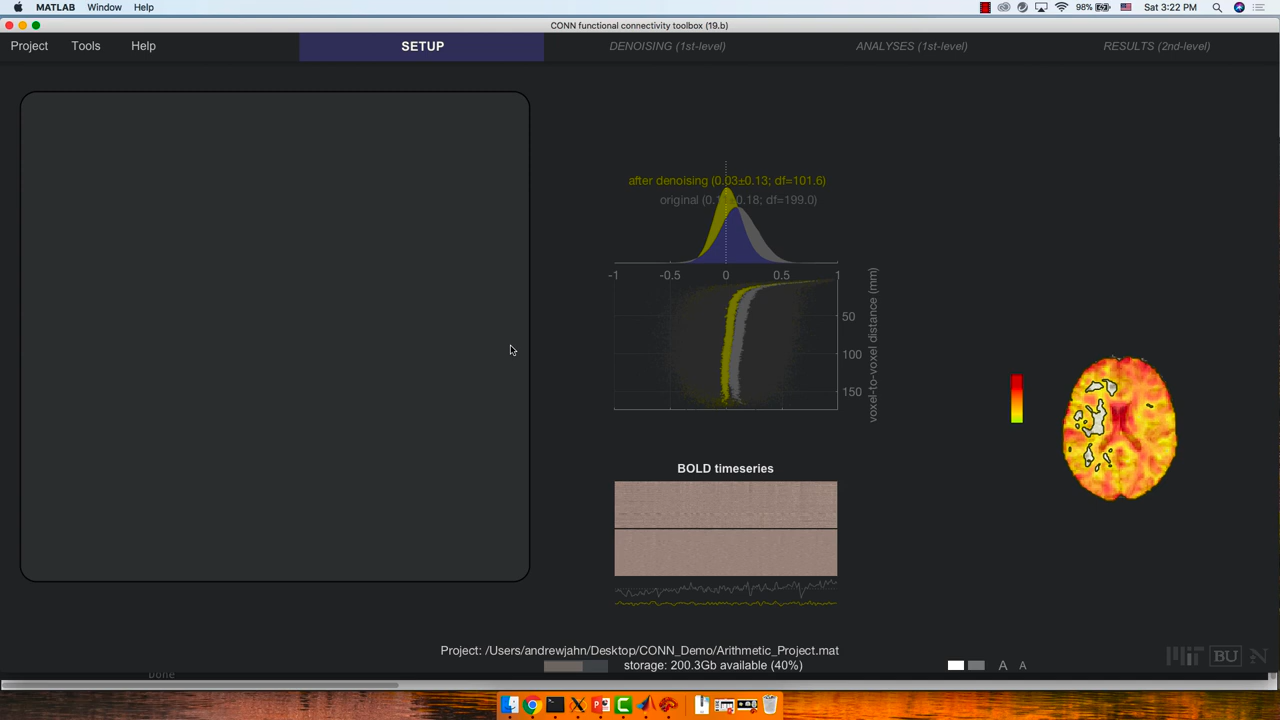 MATLAB Window Help 98% Sat 3:22 PM
CONN functional connectivity toolbox (19.b)
Project Tools Help SETUP DENOISING (1st-level) ANALYSES (1st-level) RESULTS (2nd-level)
after denoising (0.03±0.13; df=101.6)
original 0.18; df=199.0)
-1 -0.5 0 0.5 1
50
100
150
voxel-to-voxel distance (mm)
BOLD timeseries
Project: /Users/andrewjahn/Desktop/CONN_Demo/Arithmetic_Project.mat
storage: 200.3Gb available (40%)
A A
MIT BU N
Done